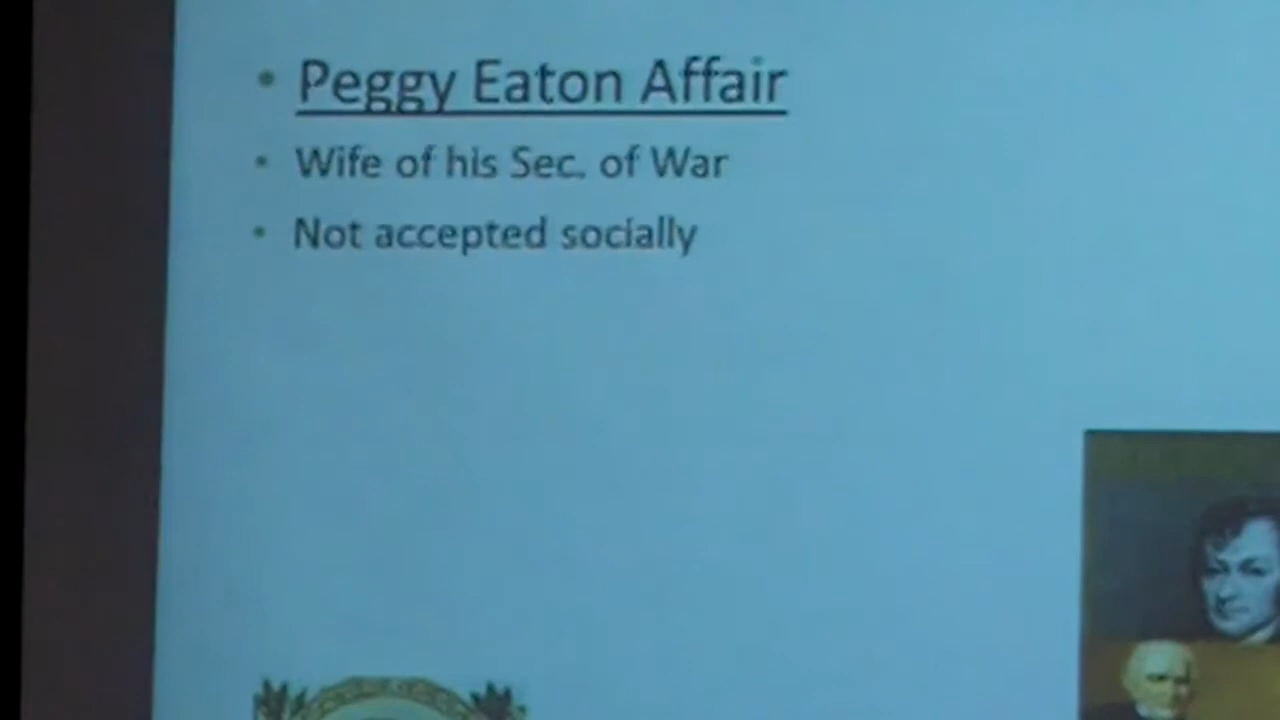 • Peggy Eaton Affair
• Wife of his Sec. of War
• Not accepted socially